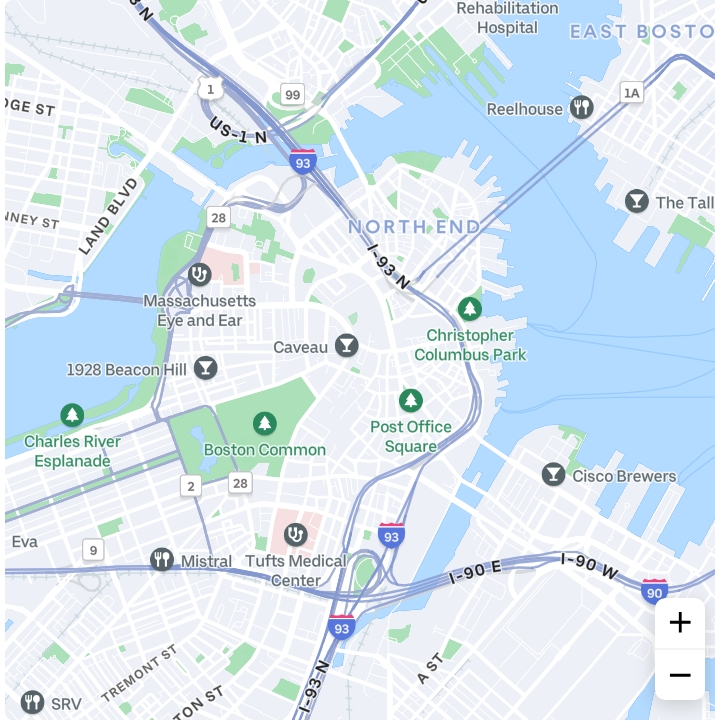 3 N
Rehabilitation
Hospital
EAST BOSTO
1
99
1A
Reelhouse
DGE ST
US-1 N
93
LAND BLVD
NNEY ST
28
NORTH END
The Tall
I-93 N
Massachusetts
Eye and Ear
Christopher
Columbus Park
Caveau
1928 Beacon Hill
Charles River
Esplanade
Boston Common
Post Office
Square
Cisco Brewers
2
28
Eva
9
Mistral
Tufts Medical
Center
93
I-90 E
I-90 W
90
93
+
−
TREMONT ST
A ST
I-93 N
SRV
TON ST